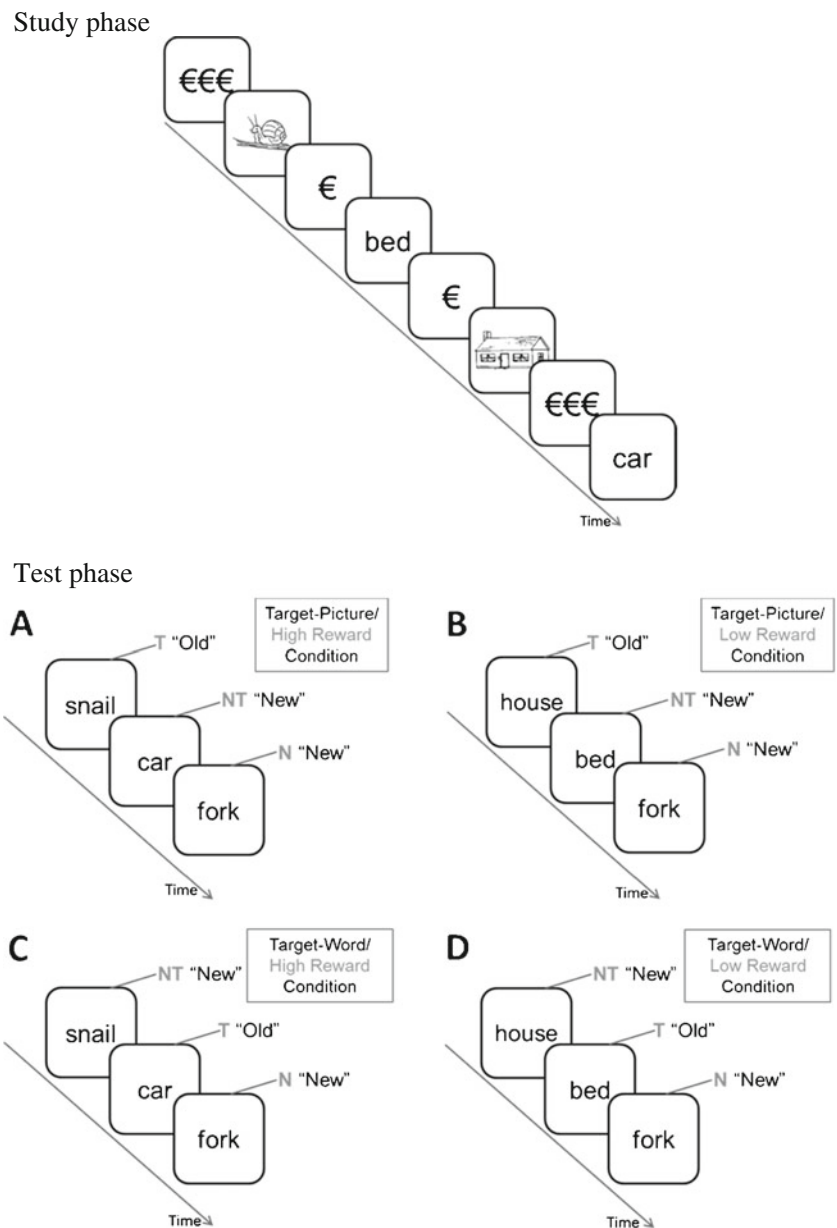 Study phase
€€€
€
bed
€
€€€
car
Time
Test phase
A
Target-Picture/
High Reward
Condition
T "Old"
snail
NT "New"
car
N "New"
fork
Time
B
Target-Picture/
Low Reward
Condition
T "Old"
house
NT "New"
bed
N "New"
fork
Time
C
Target-Word/
High Reward
Condition
NT "New"
snail
T "Old"
car
N "New"
fork
Time
D
Target-Word/
Low Reward
Condition
NT "New"
house
T "Old"
bed
N "New"
fork
Time